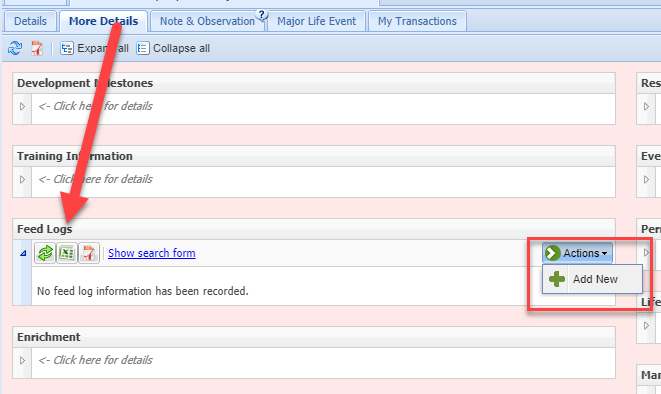 Details More Details Note & Observation ? Major Life Event My Transactions
Expand all Collapse all
Development Milestones
<- Click here for details
Training Information
<- Click here for details
Feed Logs
Show search form Actions
Add New
No feed log information has been recorded.
Enrichment
<- Click here for details
Res
Eve
Per
Life
Mar